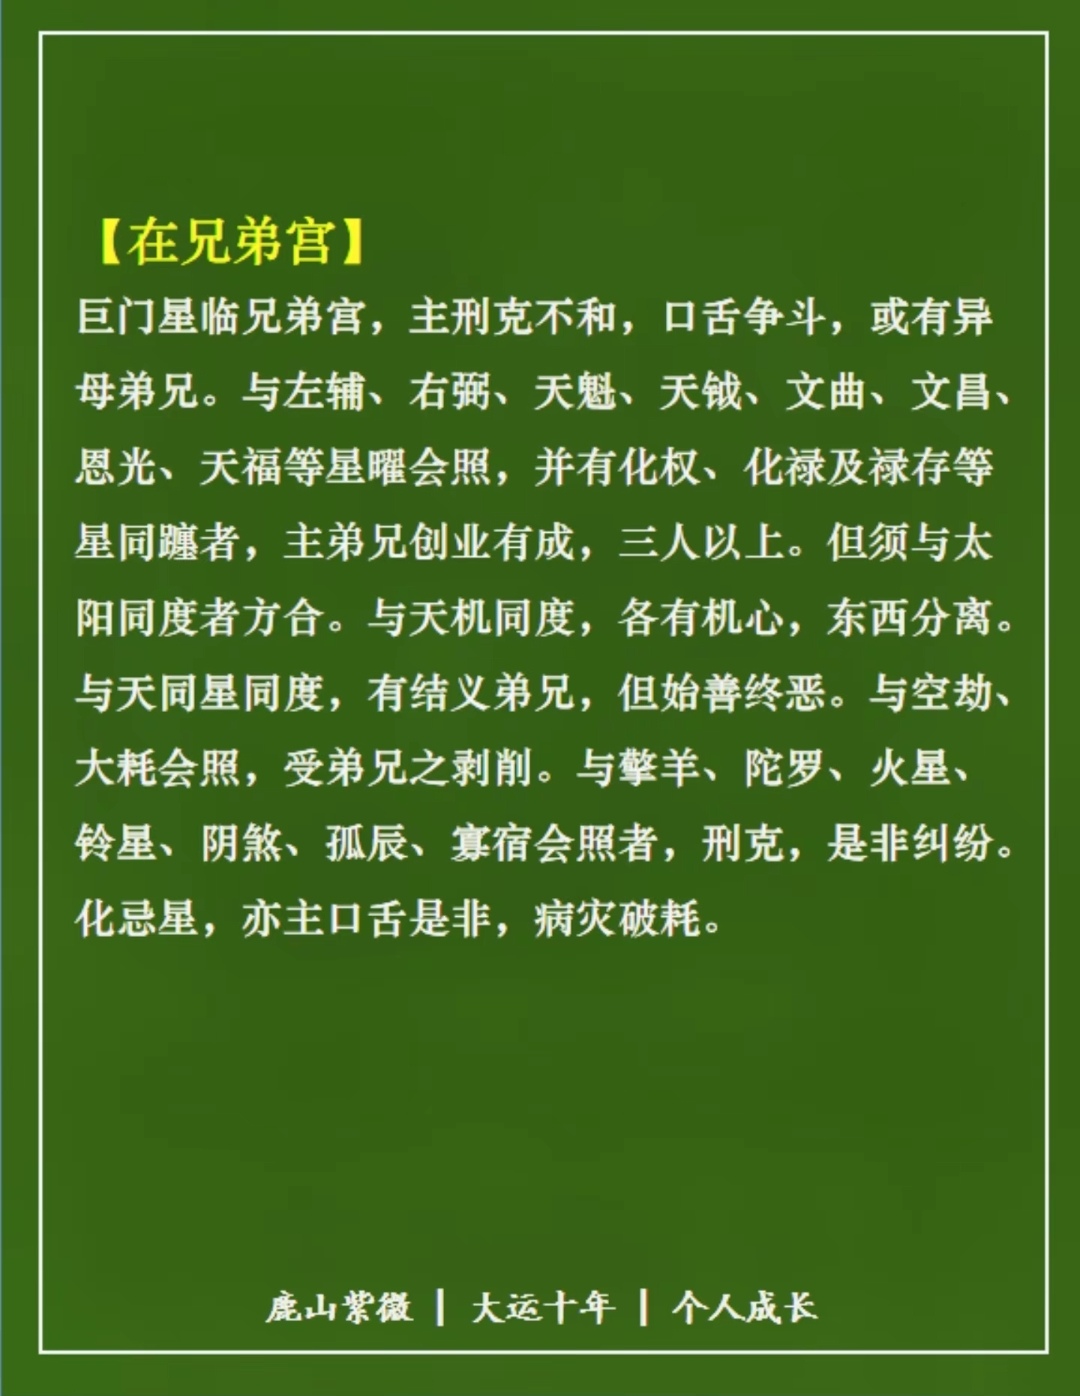 【在兄弟宫】
巨门星临兄弟宫，主刑克不和，口舌争斗，或有异
母弟兄。与左辅、右弼、天魁、天钺、文曲、文昌、
恩光、天福等星曜会照，并有化权、化禄及禄存等
星同躔者，主弟兄创业有成，三人以上。但须与太
阳同度者方合。与天机同度，各有机心，东西分离。
与天同星同度，有结义弟兄，但始善终恶。与空劫、
大耗会照，受弟兄之剥削。与擎羊、陀罗、火星、
铃星、阴煞、孤辰、寡宿会照者，刑克，是非纠纷。
化忌星，亦主口舌是非，病灾破耗。
鹿山紫微 | 大运十年 | 个人成长